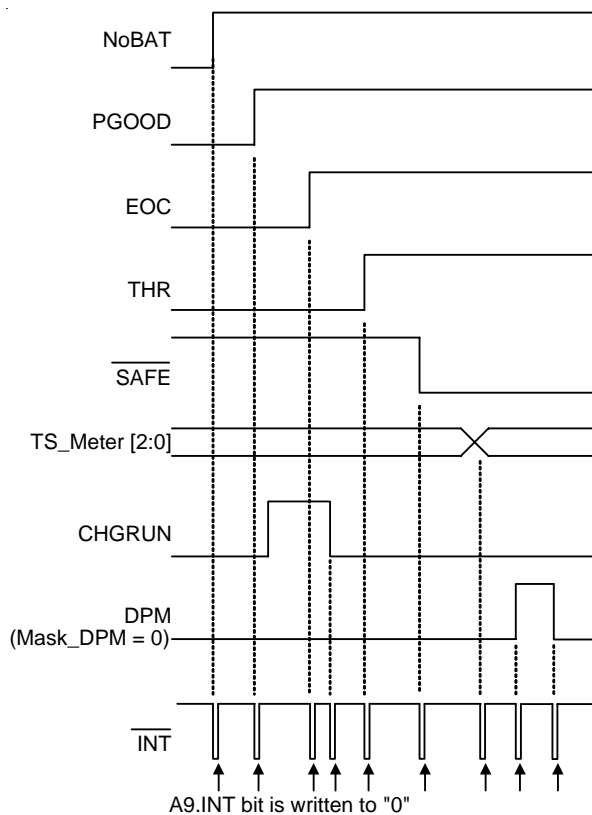 NoBAT
PGOOD
EOC
THR
SAFE
TS_Meter [2:0]
CHGRUN
DPM
(Mask_DPM = 0)
INT
A9.INT bit is written to "0"